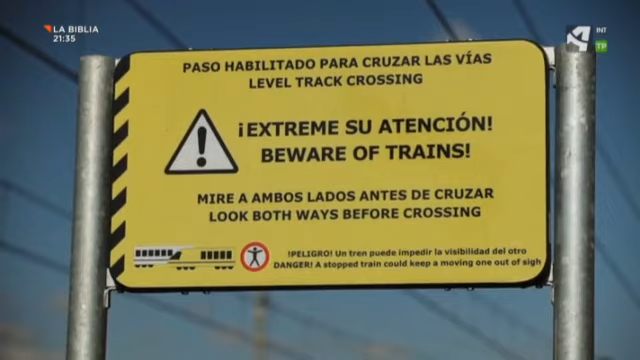 LA BIBLIA
21:35
INT
TP
PASO HABILITADO PARA CRUZAR LAS VÍAS
LEVEL TRACK CROSSING
¡EXTREME SU ATENCIÓN!
BEWARE OF TRAINS!
MIRE A AMBOS LADOS ANTES DE CRUZAR
LOOK BOTH WAYS BEFORE CROSSING
!PELIGRO! Un tren puede impedir la visibilidad del otro
DANGER! A stopped train could keep a moving one out of sigh